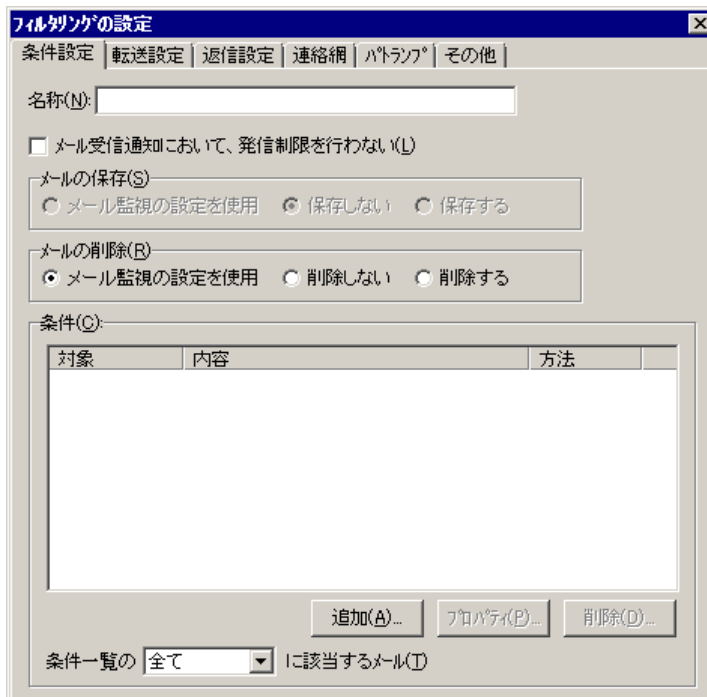 フィルタリングの設定
条件設定 転送設定 返信設定 連絡網 パトランプ その他
名称(N):
メール受信通知において、発信制限を行わない(L)
メールの保存(S)
メール監視の設定を使用 保存しない 保存する
メールの削除(R)
メール監視の設定を使用 削除しない 削除する
条件(C):
対象 内容 方法
追加(A)... プロパティ(P)... 削除(D)...
条件一覧の 全て に該当するメール(T)